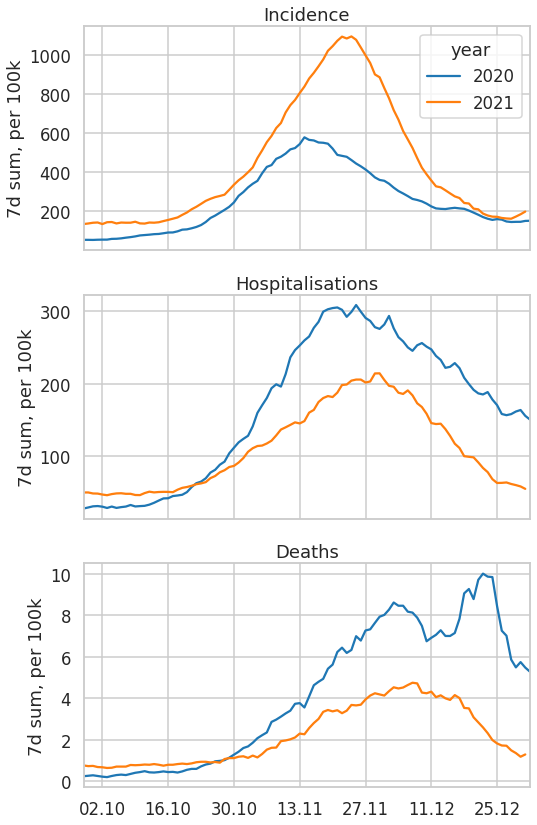 Incidence
7d sum, per 100k
1000
800
600
400
200
year
2020
2021
Hospitalisations
7d sum, per 100k
300
200
100
Deaths
7d sum, per 100k
10
8
6
4
2
0
02.10 16.10 30.10 13.11 27.11 11.12 25.12